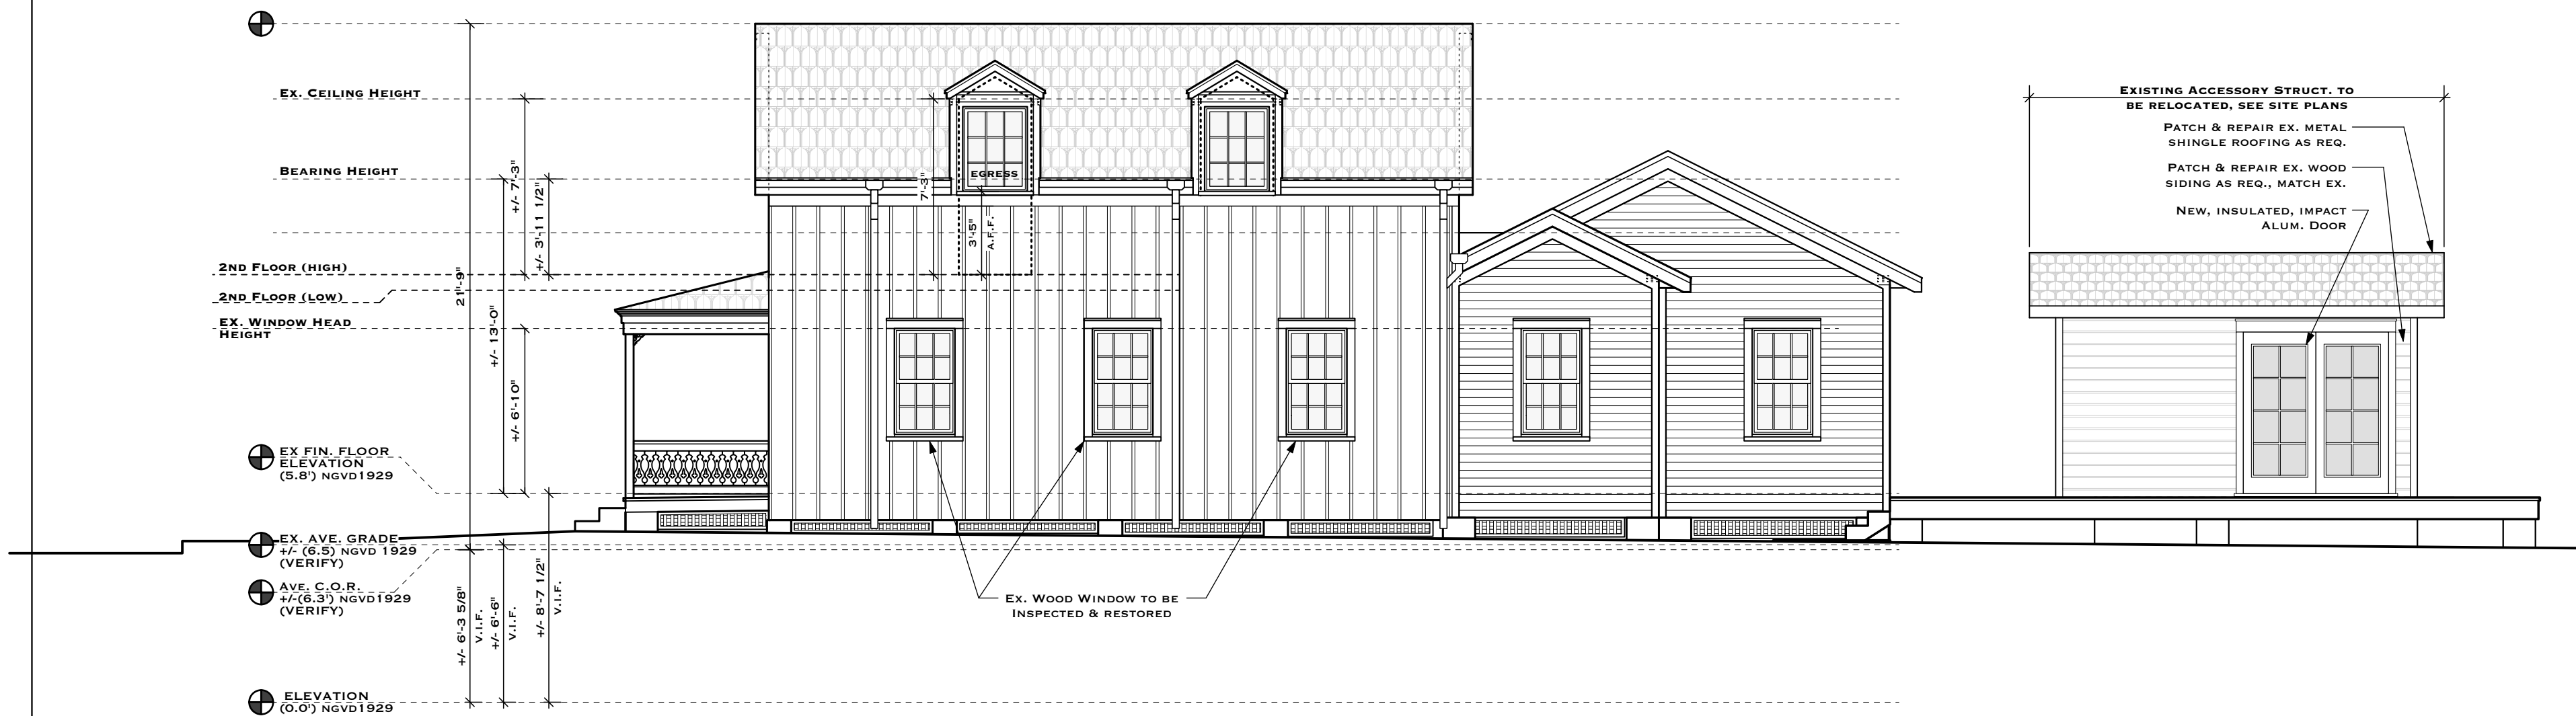 Ex. Ceiling Height
Bearing Height
2nd Floor (high)
2nd Floor (low)
EX. Window Head
Height
EX FIN. FLOOR
ELEVATION
(5.8') NGVD1929
EX. AVE. GRADE
+/- (6.5) NGVD 1929
(VERIFY)
Ave. C.O.R.
+/-(6.3') NGVD1929
(VERIFY)
ELEVATION
(0.0') NGVD1929
21'-9"
+/- 13'-0"
+/- 7'-3"
+/- 3'-11 1/2"
+/- 6'-10"
+/- 6'-3 5/8"
V.I.F.
+/- 6'-6"
V.I.F.
+/- 8'-7 1/2"
V.I.F.
7'-3"
EGRESS
3'-5"
A.F.F.
Ex. Wood Window to be
Inspected & restored
Existing Accessory Struct. to
be relocated, see site plans
Patch & repair ex. metal
shingle roofing as req.
Patch & repair ex. wood
siding as req., match ex.
New, insulated, impact
Alum. Door